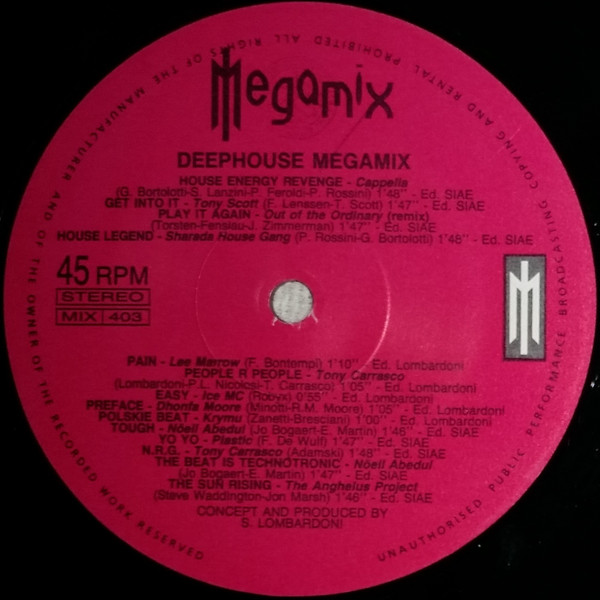 Megamix
DEEPHOUSE MEGAMIX
HOUSE ENERGY REVENGE - Cappella
(G. Bortolotti-S. Lanzini-P. Feroldi-P. Rossini) 1'48'' - Ed. SIAE
GET INTO IT - Tony Scott (F. Lenssen-T. Scott) 1'47'' - Ed. SIAE
PLAY IT AGAIN - Out of the Ordinary (remix)
(Torsten-Fenslau-J. Zimmerman) 1'47'' - Ed. SIAE
HOUSE LEGEND - Sharada House Gang (P. Rossini-G. Bortolotti) 1'48'' - Ed. SIAE
45 RPM
STEREO
MIX 403
PAIN - Lee Marrow (F. Bontempi) 1'10'' - Ed. Lombardoni
PEOPLE R PEOPLE - Tony Carrasco
(Lombardoni-P.L. Nicolosi-T. Carrasco) 1'05'' - Ed. Lombardoni
EASY - Ice MC (Robyx) 0'55'' - Ed. Lombardoni
PREFACE - Dhonfa Moore (Minotti-R.M. Moore) 1'05'' - Ed. Lombardoni
POLSKIE BEAT - Krymu (Zanetti-Bresciani) 1'00'' - Ed. Lombardoni
TOUGH - Nöell Abedul (Jo Bogaert-E. Martin) 1'46'' - Ed. SIAE
YO YO - Plastic (F. De Wulf) 1'47'' - Ed. SIAE
N.R.G. - Tony Carrasco (Adamski) 1'48'' - Ed. SIAE
THE BEAT IS TECHNOTRONIC - Nöell Abedul
(Jo Bogaert-E. Martin) 1'47'' - Ed. SIAE
THE SUN RISING - The Anghelus Project
(Steve Waddington-Jon Marsh) 1'46'' - Ed. SIAE
CONCEPT AND PRODUCED BY
S. LOMBARDONI
ALL RIGHTS OF THE MANUFACTURER AND OF THE OWNER OF THE RECORDED WORK RESERVED
UNAUTHORISED PUBLIC PERFORMANCE BROADCASTING COPYING AND RENTAL PROHIBITED